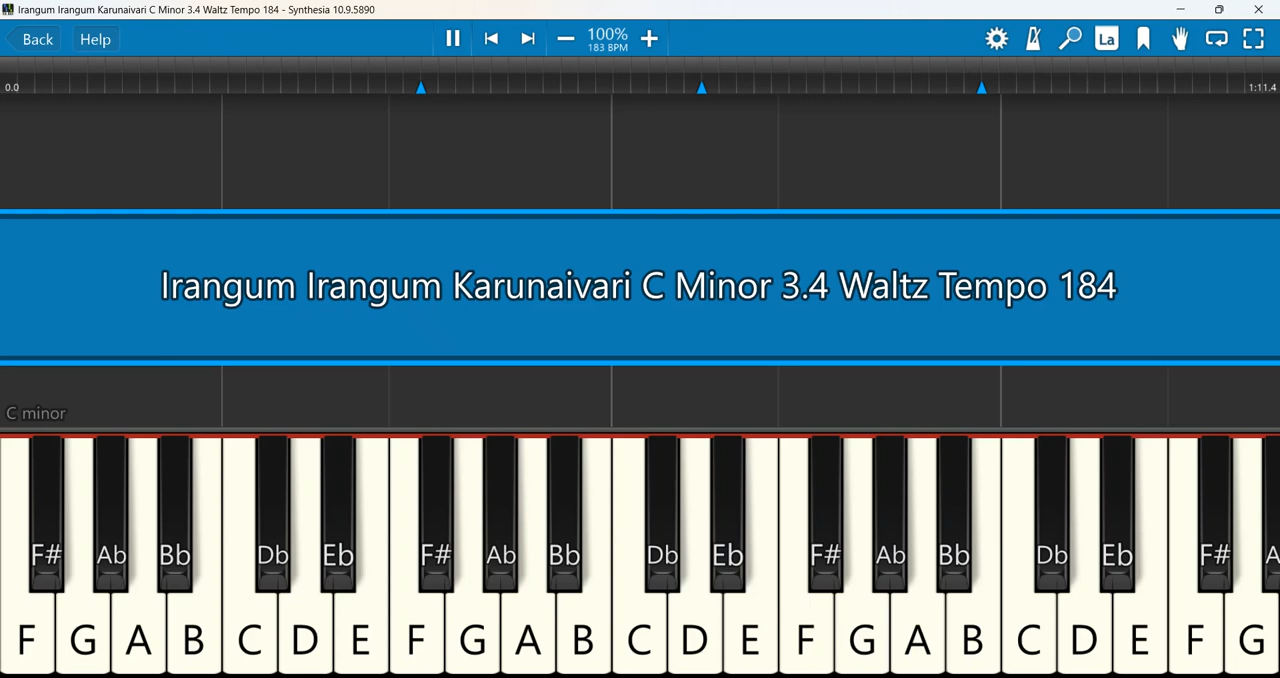 Irangum Irangum Karunaivari C Minor 3.4 Waltz Tempo 184 - Synthesia 10.9.5890
Back Help 100% La
183 BPM
0.0 1:11.4
Irangum Irangum Karunaivari C Minor 3.4 Waltz Tempo 184
C minor
F# Ab Bb Db Eb F# Ab Bb Db Eb F# Ab Bb Db Eb F# A
F G A B C D E F G A B C D E F G A B C D E F G